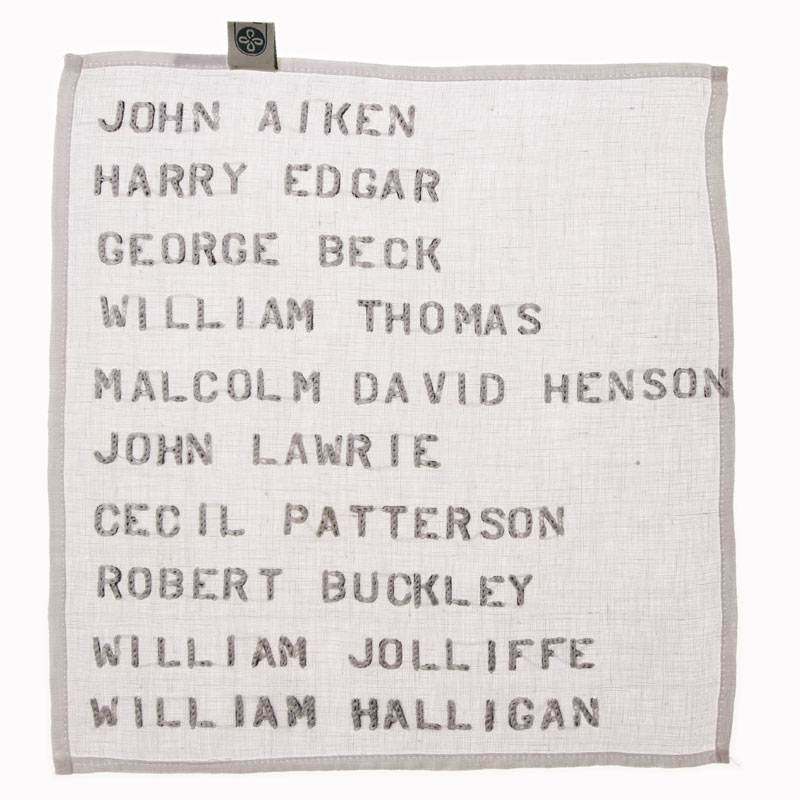 JOHN AIKEN
HARRY EDGAR
GEORGE BECK
WILLIAM THOMAS
MALCOLM DAVID HENSON
JOHN LAWRIE
CECIL PATTERSON
ROBERT BUCKLEY
WILLIAM JOLLIFFE
WILLIAM HALLIGAN